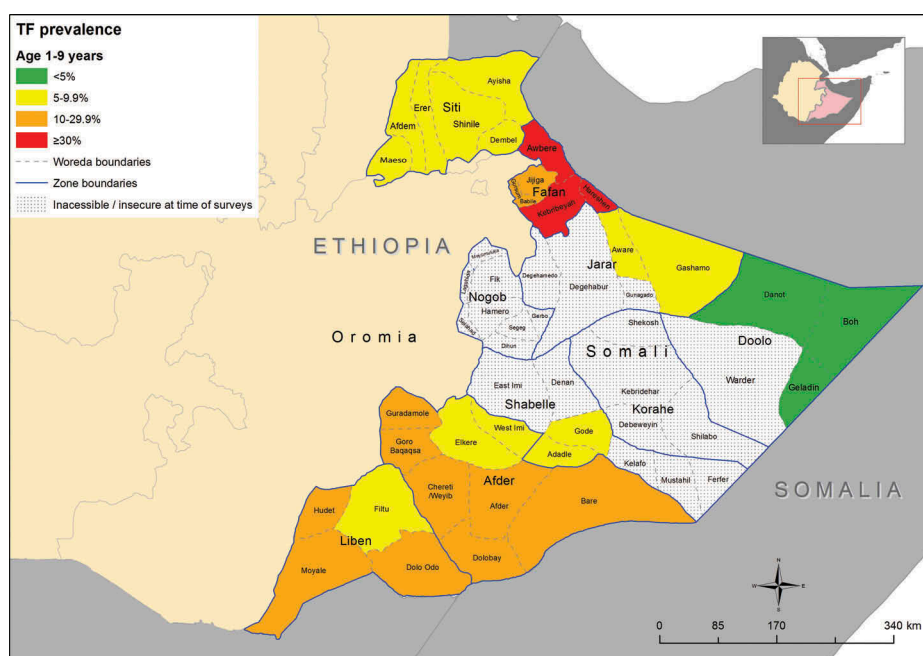 TF prevalence
Age 1-9 years
<5%
5-9.9%
10-29.9%
≥30%
Woreda boundaries
Zone boundaries
Inaccessible / insecure at time of surveys
Ayisha
Erer
Siti
Afdem
Shinile
Dembel
Maeso
Awbere
Jijiga
Gursum
Fafan
Babile
Kebribeyah
Harshin
ETHIOPIA
Aware
Jarar
Gashamo
Fik
Degehamedo
Degehabur
Lagahida
Nogob
Gunagado
Danot
Hamero
Gerbo
Boh
Salahad
Segeg
Shekosh
Oromia
Dihun
Somali
Doolo
East Imi
Denan
Kebridehar
Warder
Geladin
Shabelle
Korahe
Guradamole
West Imi
Gode
Debeweyin
Goro
Baqaqsa
Elkere
Adadle
Shilabo
Kelafo
Chereti
/Weyib
Afder
Mustahil
Ferfer
SOMALIA
Hudet
Filtu
Afder
Bare
Liben
Moyale
Dolo Odo
Dolobay
N
W
E
S
0 85 170 340 km